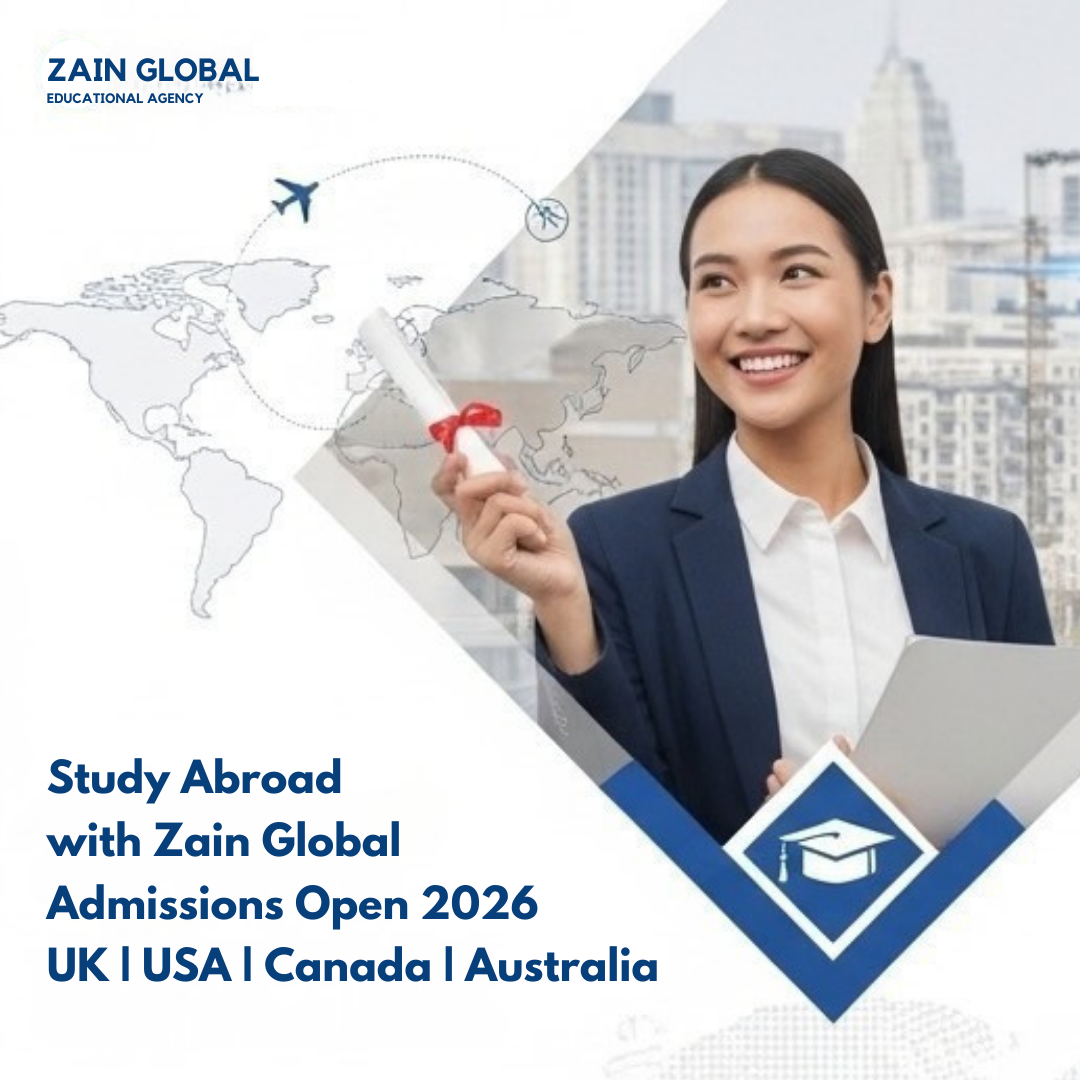 ZAIN GLOBAL
EDUCATIONAL AGENCY
Study Abroad
with Zain Global
Admissions Open 2026
UK | USA | Canada | Australia